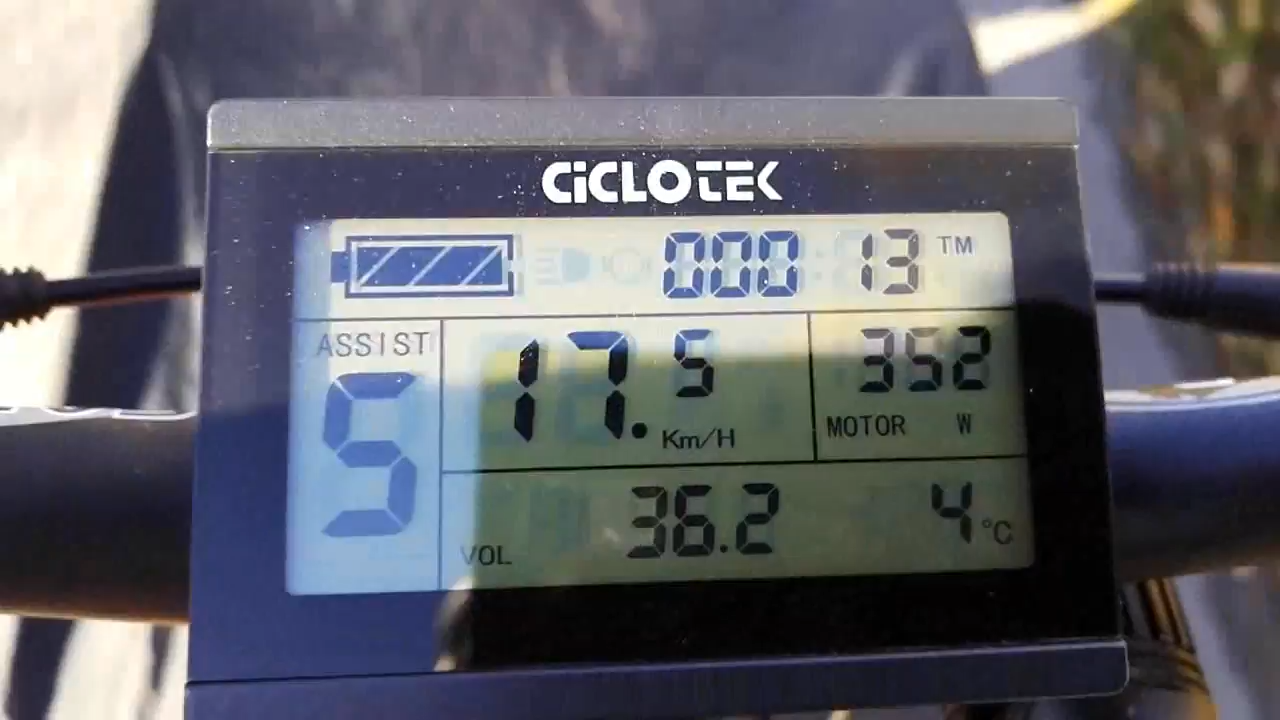 CiCLOTEK
000 13 TM
ASSIST
5
17.5 Km/H
352
MOTOR W
VOL 36.2 4 °C